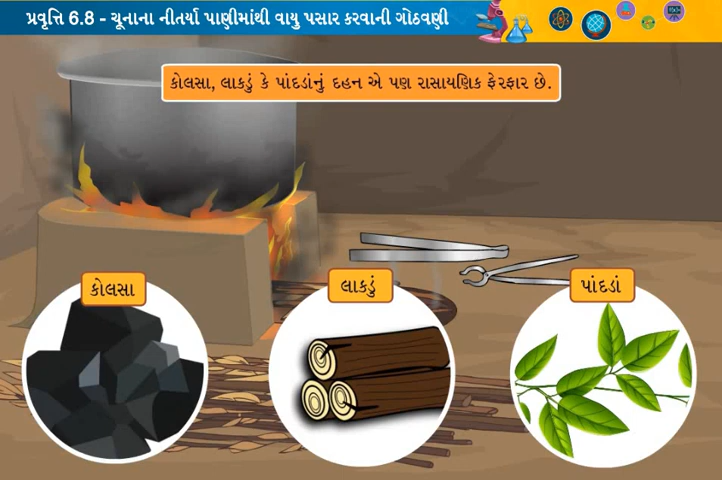 પ્રવૃત્તિ 6.8 - ચૂનાના નીતર્યા પાણીમાંથી વાયુ પસાર કરવાની ગોઠવણી
કોલસા, લાકડું કે પાંદડાંનું દહન એ પણ રાસાયણિક ફેરફાર છે.
કોલસા
લાકડું
પાંદડાં